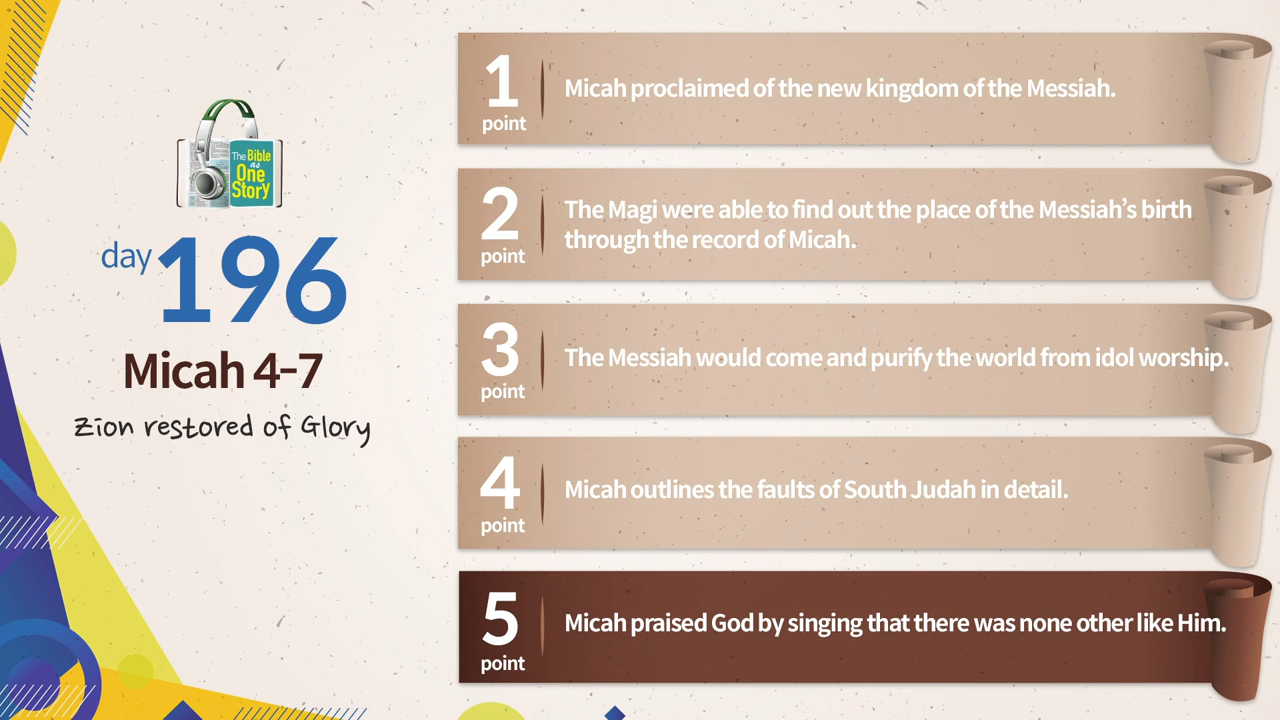 The Bible
as
One
Story
day 196
Micah 4-7
Zion restored of Glory
1
point
Micah proclaimed of the new kingdom of the Messiah.
2
point
The Magi were able to find out the place of the Messiah’s birth
through the record of Micah.
3
point
The Messiah would come and purify the world from idol worship.
4
point
Micah outlines the faults of South Judah in detail.
5
point
Micah praised God by singing that there was none other like Him.